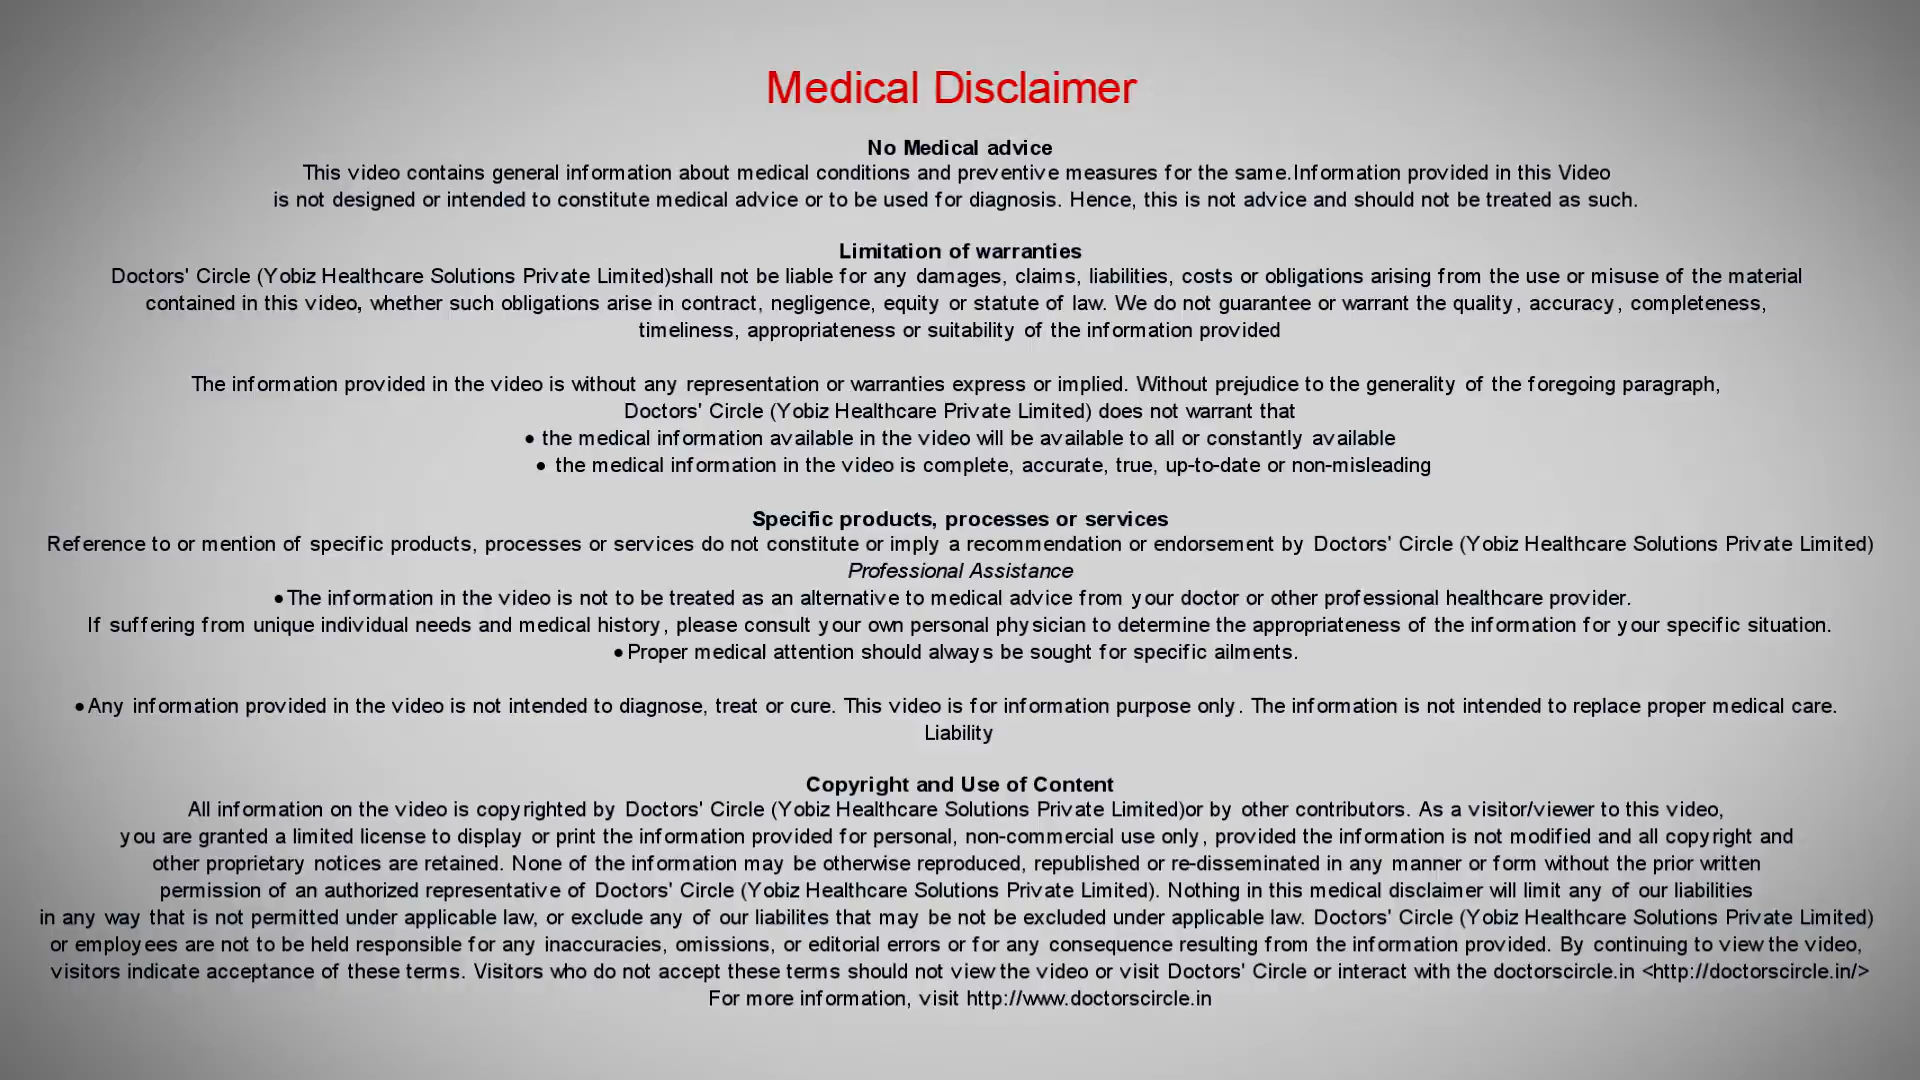 Medical Disclaimer
No Medical advice
This video contains general information about medical conditions and preventive measures for the same.Information provided in this Video
is not designed or intended to constitute medical advice or to be used for diagnosis. Hence, this is not advice and should not be treated as such.
Limitation of warranties
Doctors' Circle (Yobiz Healthcare Solutions Private Limited)shall not be liable for any damages, claims, liabilities, costs or obligations arising from the use or misuse of the material
contained in this video, whether such obligations arise in contract, negligence, equity or statute of law. We do not guarantee or warrant the quality, accuracy, completeness,
timeliness, appropriateness or suitability of the information provided
The information provided in the video is without any representation or warranties express or implied. Without prejudice to the generality of the foregoing paragraph,
Doctors' Circle (Yobiz Healthcare Private Limited) does not warrant that
• the medical information available in the video will be available to all or constantly available
• the medical information in the video is complete, accurate, true, up-to-date or non-misleading
Specific products, processes or services
Reference to or mention of specific products, processes or services do not constitute or imply a recommendation or endorsement by Doctors' Circle (Yobiz Healthcare Solutions Private Limited)
Professional Assistance
•The information in the video is not to be treated as an alternative to medical advice from your doctor or other professional healthcare provider.
If suffering from unique individual needs and medical history, please consult your own personal physician to determine the appropriateness of the information for your specific situation.
•Proper medical attention should always be sought for specific ailments.
•Any information provided in the video is not intended to diagnose, treat or cure. This video is for information purpose only. The information is not intended to replace proper medical care.
Liability
Copyright and Use of Content
All information on the video is copyrighted by Doctors' Circle (Yobiz Healthcare Solutions Private Limited)or by other contributors. As a visitor/viewer to this video,
you are granted a limited license to display or print the information provided for personal, non-commercial use only, provided the information is not modified and all copyright and
other proprietary notices are retained. None of the information may be otherwise reproduced, republished or re-disseminated in any manner or form without the prior written
permission of an authorized representative of Doctors' Circle (Yobiz Healthcare Solutions Private Limited). Nothing in this medical disclaimer will limit any of our liabilities
in any way that is not permitted under applicable law, or exclude any of our liabilites that may be not be excluded under applicable law. Doctors' Circle (Yobiz Healthcare Solutions Private Limited)
or employees are not to be held responsible for any inaccuracies, omissions, or editorial errors or for any consequence resulting from the information provided. By continuing to view the video,
visitors indicate acceptance of these terms. Visitors who do not accept these terms should not view the video or visit Doctors' Circle or interact with the doctorscircle.in <http://doctorscircle.in/>
For more information, visit http://www.doctorscircle.in